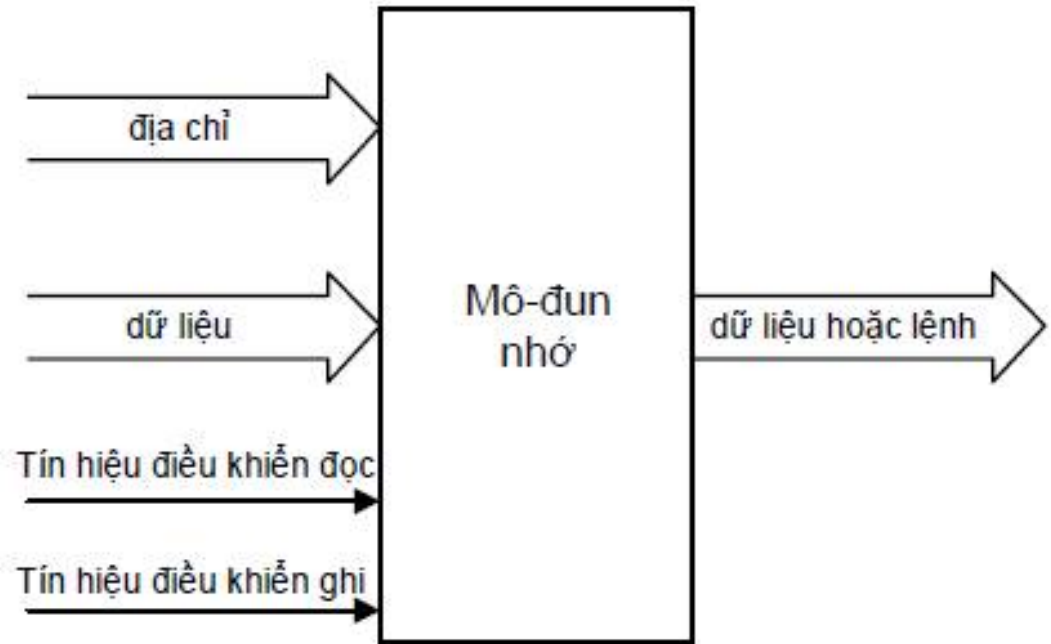 địa chỉ
dữ liệu
Tín hiệu điều khiển đọc
Tín hiệu điều khiển ghi
Mô-đun
nhớ
dữ liệu hoặc lệnh